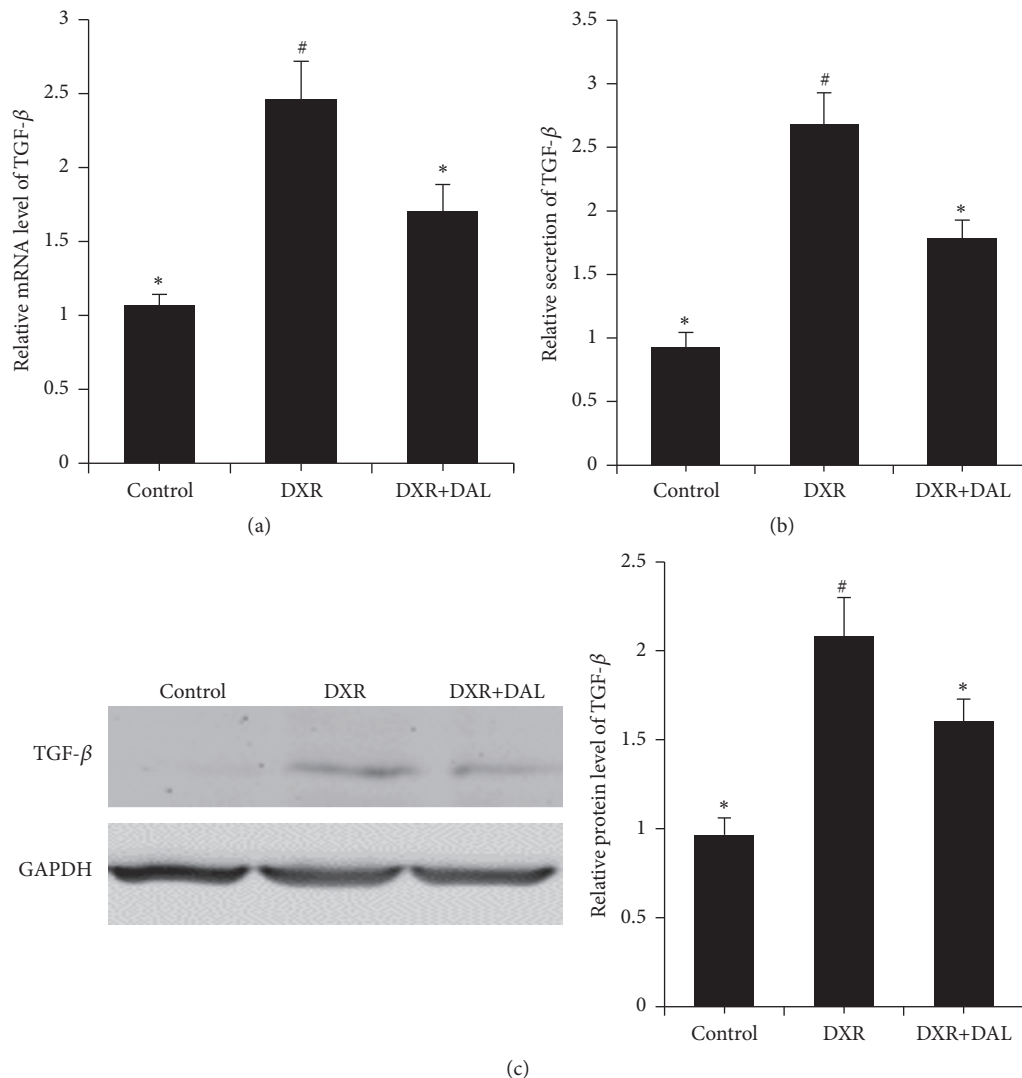 3
2.5
2
1.5
1
0.5
0
Relative mRNA level of TGF-β
*
#
*
Control DXR DXR+DAL
(a)
3.5
3
2.5
2
1.5
1
0.5
0
Relative secretion of TGF-β
*
#
*
Control DXR DXR+DAL
(b)
Control DXR DXR+DAL
TGF-β
GAPDH
2.5
2
1.5
1
0.5
0
Relative protein level of TGF-β
*
#
*
Control DXR DXR+DAL
(c)